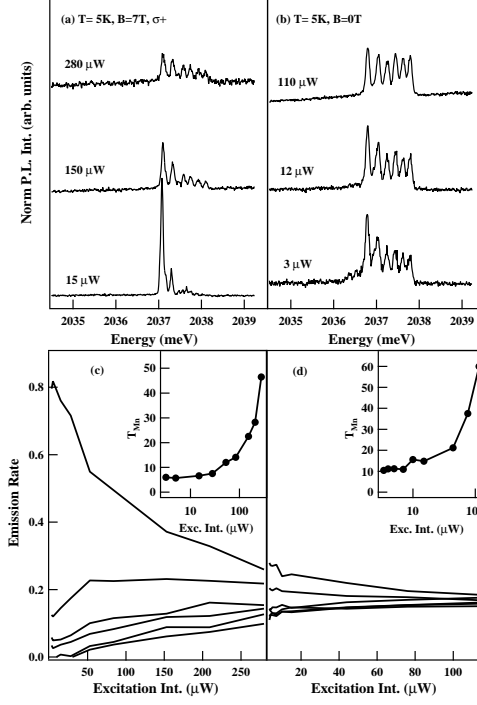 (a) T= 5K, B=7T, σ+
(b) T= 5K, B=0T
Norm P.L. Int. (arb. units)
280 μW
150 μW
15 μW
110 μW
12 μW
3 μW
2035 2036 2037 2038 2039
2035 2036 2037 2038 2039
Energy (meV)
Energy (meV)
(c)
(d)
Emission Rate
0.8
0.6
0.4
0.2
0.0
T_Mn
50
40
30
20
10
0
10 100
Exc. Int. (μW)
T_Mn
60
50
40
30
20
10
0
10
Exc. Int. (μW)
50 100 150 200 250
20 40 60 80 100
Excitation Int. (μW)
Excitation Int. (μW)